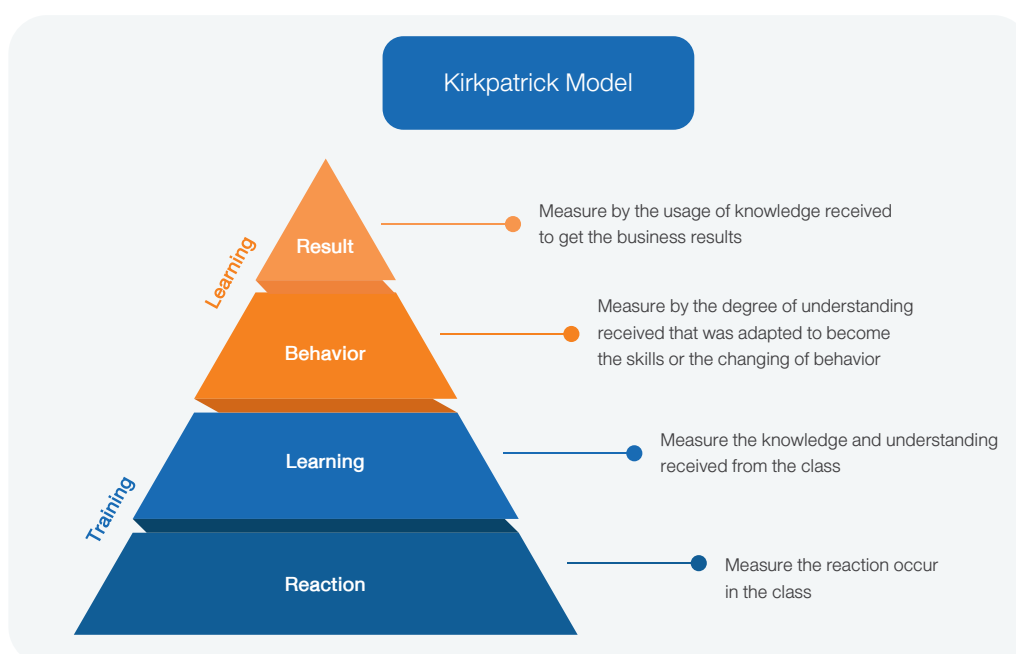 Kirkpatrick Model
Learning
Result
Measure by the usage of knowledge received
to get the business results
Behavior
Measure by the degree of understanding
received that was adapted to become
the skills or the changing of behavior
Training
Learning
Measure the knowledge and understanding
received from the class
Reaction
Measure the reaction occur
in the class